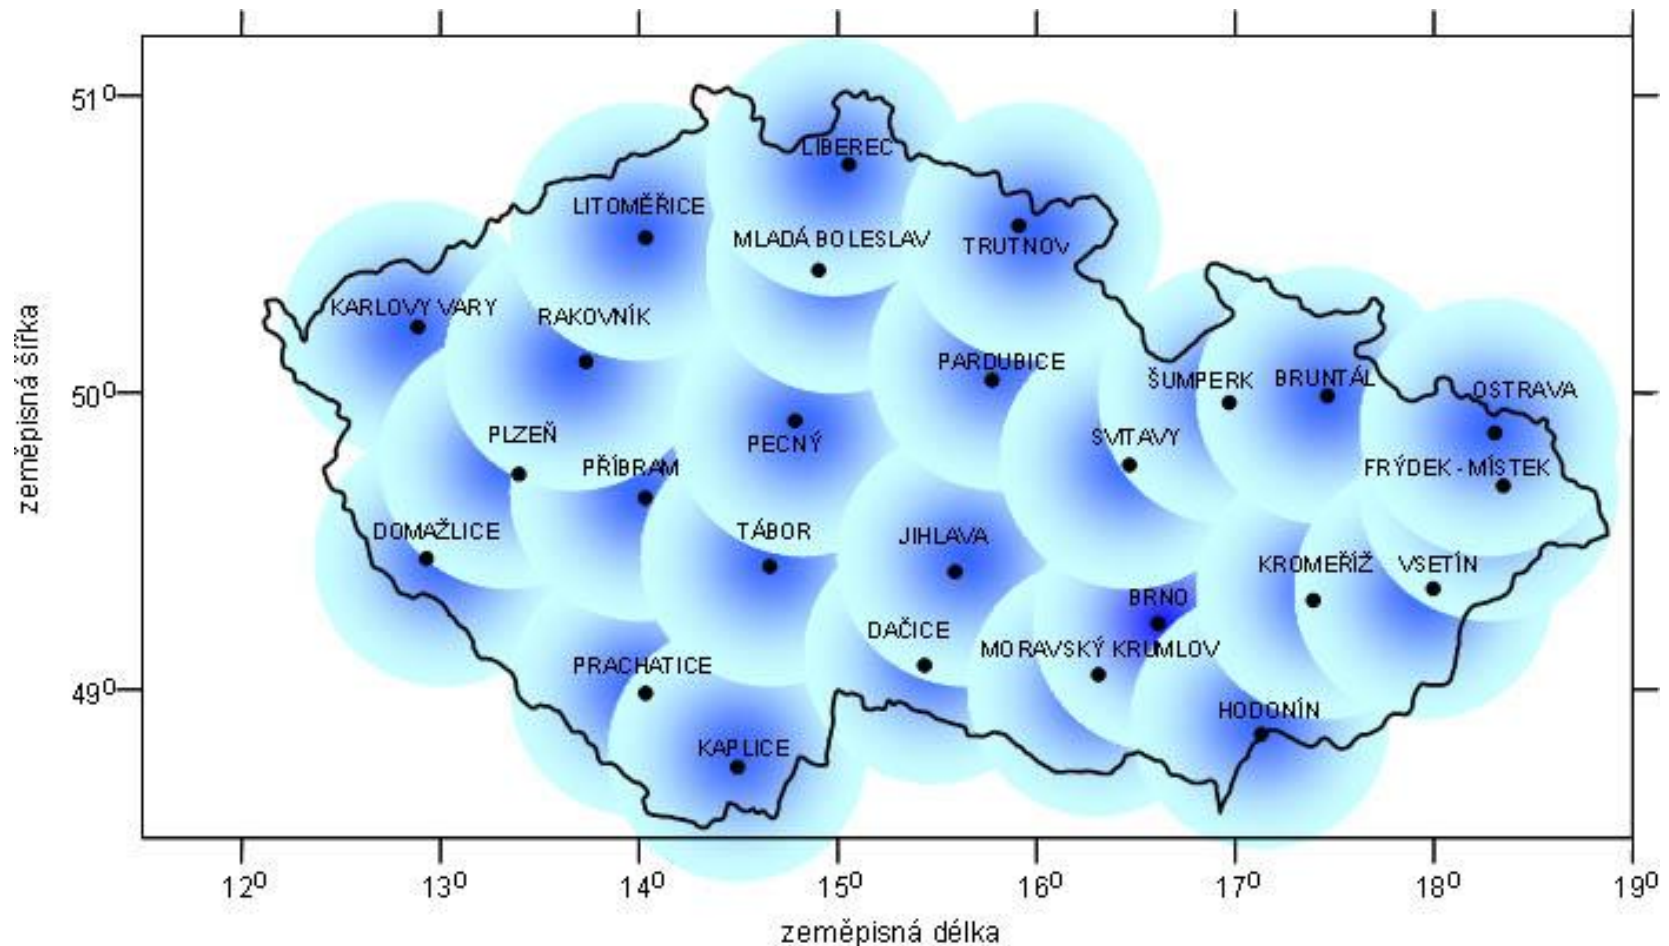 51⁰
LIBEREC
LITOMĚŘICE
MLADÁ BOLESLAV
TRUTNOV
KARLOVY VARY
RAKOVNÍK
PARDUBICE
ŠUMPERK
BRUNTÁL
50⁰
OSTRAVA
PLZEŇ
PECNÝ
SVITAVY
PŘÍBRAM
FRÝDEK - MÍSTEK
DOMAŽLICE
TÁBOR
JIHLAVA
KROMEŘÍŽ
VSETÍN
BRNO
DAČICE
MORAVSKÝ KRUMLOV
PRACHATICE
49⁰
HODONÍN
KAPLICE
zeměpisná šířka
12⁰ 13⁰ 14⁰ 15⁰ 16⁰ 17⁰ 18⁰ 19⁰
zeměpisná délka